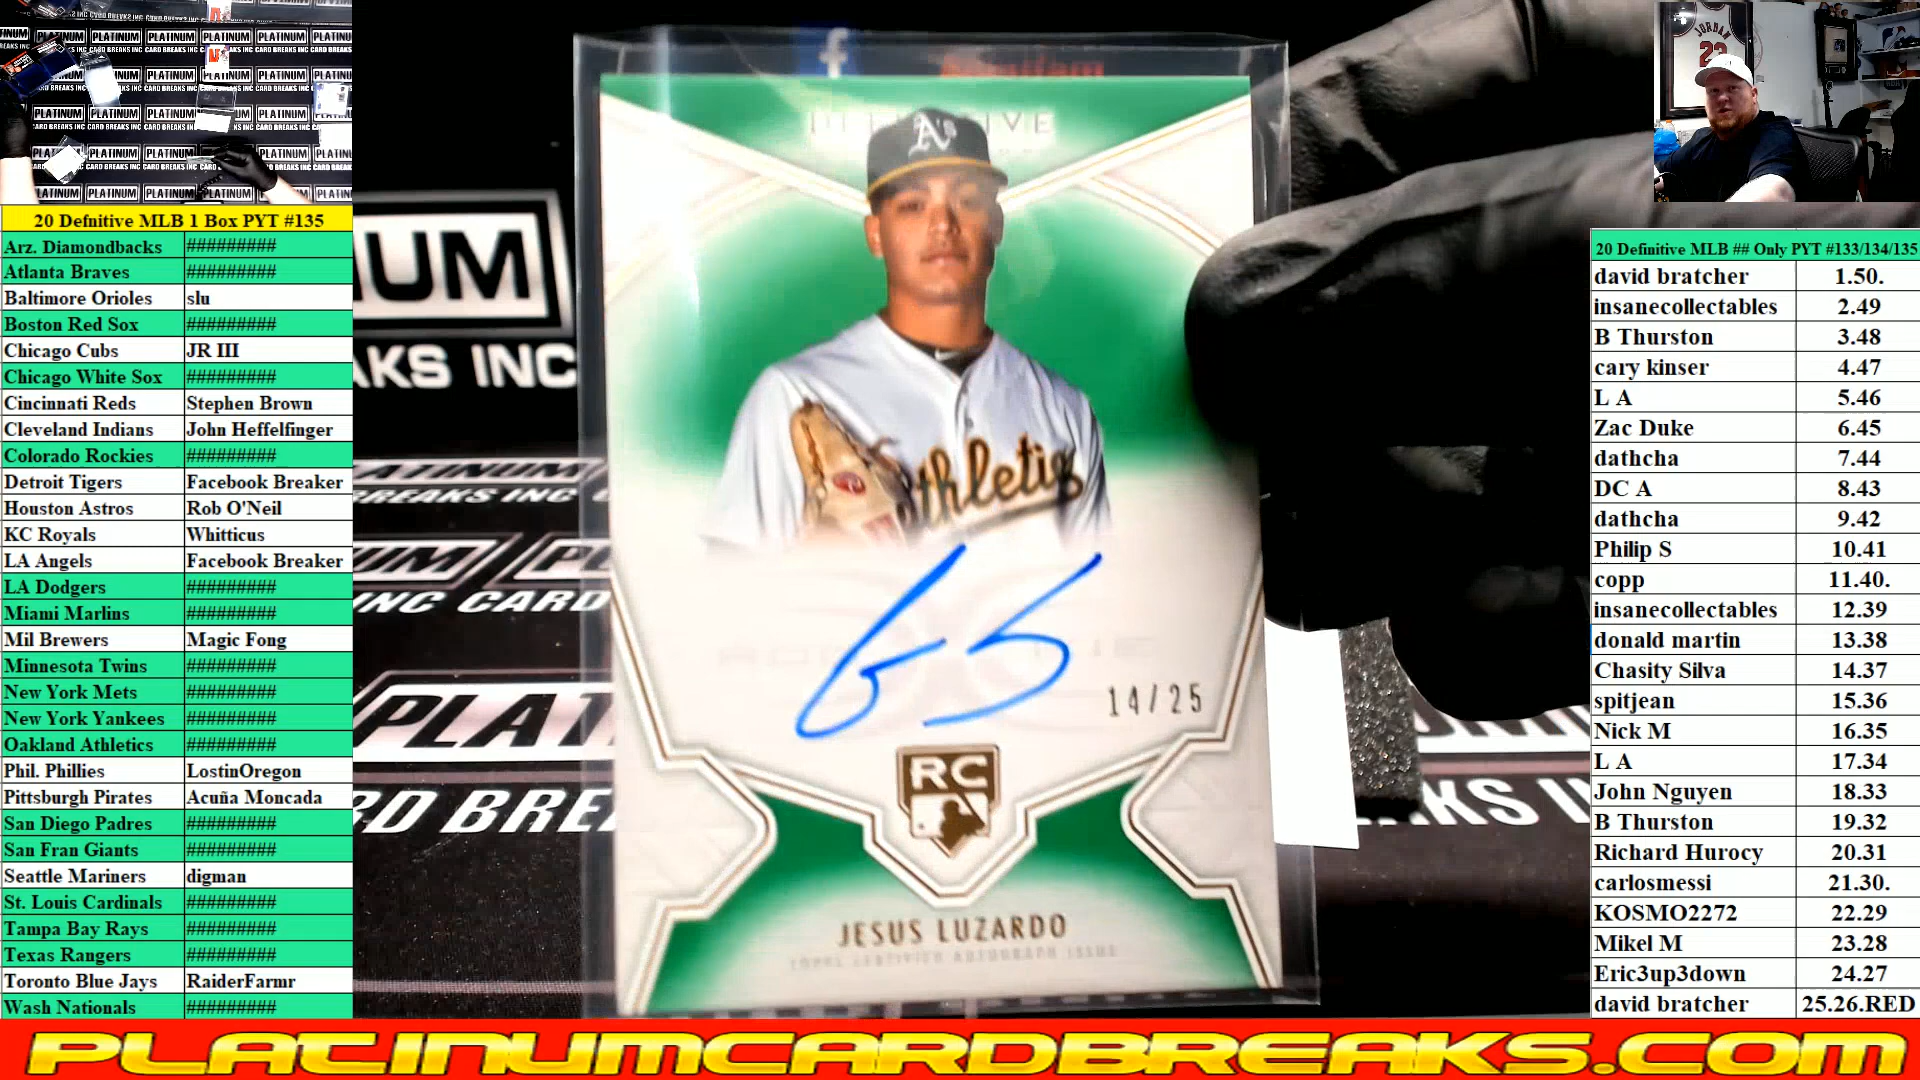 20 Defnitive MLB 1 Box PYT #135
Arz. Diamondbacks #########
Atlanta Braves #########
Baltimore Orioles slu
Boston Red Sox #########
Chicago Cubs JR III
Chicago White Sox #########
Cincinnati Reds Stephen Brown
Cleveland Indians John Heffelfinger
Colorado Rockies #########
Detroit Tigers Facebook Breaker
Houston Astros Rob O'Neil
KC Royals Whitticus
LA Angels Facebook Breaker
LA Dodgers #########
Miami Marlins #########
Mil Brewers Magic Fong
Minnesota Twins #########
New York Mets #########
New York Yankees #########
Oakland Athletics #########
Phil. Phillies LostinOregon
Pittsburgh Pirates Acuña Moncada
San Diego Padres #########
San Fran Giants #########
Seattle Mariners digman
St. Louis Cardinals #########
Tampa Bay Rays #########
Texas Rangers #########
Toronto Blue Jays RaiderFarmr
Wash Nationals #########
A's
thletic
14/25
RC
JESUS LUZARDO
TOPPS CERTIFIED AUTOGRAPH ISSUE
JORDAN
23
20 Definitive MLB ## Only PYT #133/134/135
david bratcher 1.50.
insanecollectables 2.49
B Thurston 3.48
cary kinser 4.47
L A 5.46
Zac Duke 6.45
dathcha 7.44
DC A 8.43
dathcha 9.42
Philip S 10.41
copp 11.40.
insanecollectables 12.39
donald martin 13.38
Chasity Silva 14.37
spitjean 15.36
Nick M 16.35
L A 17.34
John Nguyen 18.33
B Thurston 19.32
Richard Hurocy 20.31
carlosmessi 21.30.
KOSMO2272 22.29
Mikel M 23.28
Eric3up3down 24.27
david bratcher 25.26.RED
PLATINUMCARDBREAKS.COM